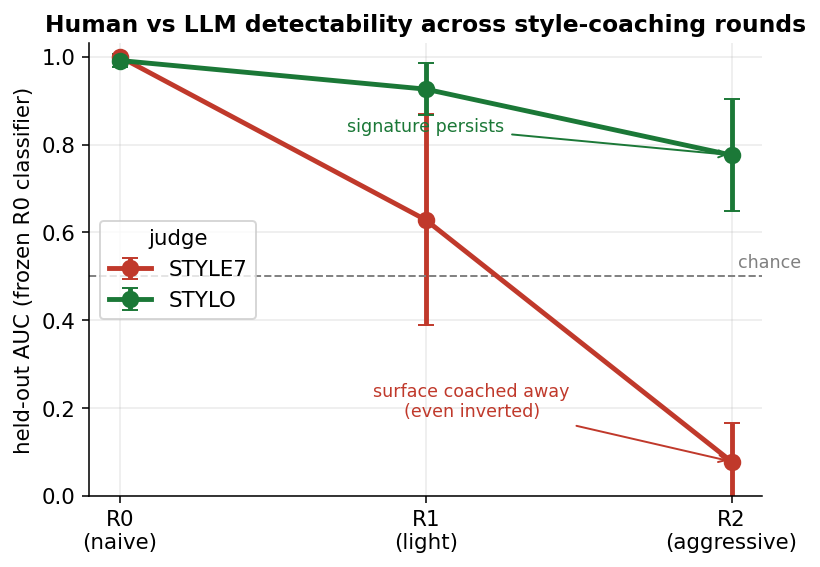 Human vs LLM detectability across style-coaching rounds
held-out AUC (frozen R0 classifier)
1.0
0.8
0.6
0.4
0.2
0.0
signature persists
judge
STYLE7
STYLO
chance
surface coached away
(even inverted)
R0
(naive)
R1
(light)
R2
(aggressive)